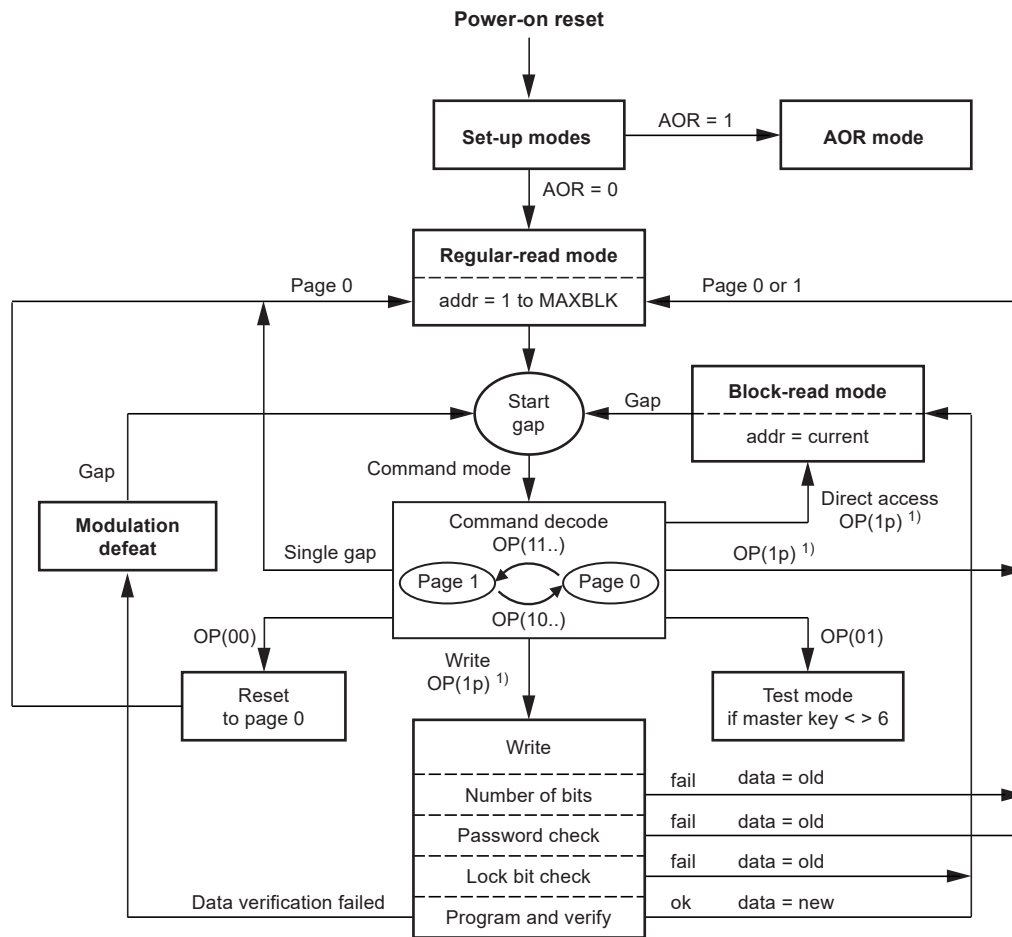 Power-on reset
Set-up modes
AOR = 1
AOR mode
AOR = 0
Regular-read mode
Page 0
addr = 1 to MAXBLK
Page 0 or 1
Start
gap
Gap
Block-read mode
addr = current
Gap
Command mode
Modulation
defeat
Direct access
OP(1p) 1)
Command decode
OP(11..)
Single gap
Page 1
Page 0
OP(10..)
OP(1p) 1)
OP(00)
OP(01)
Write
OP(1p) 1)
Reset
to page 0
Test mode
if master key < > 6
Write
Number of bits
fail data = old
Password check
fail data = old
Lock bit check
fail data = old
Data verification failed
Program and verify
ok data = new